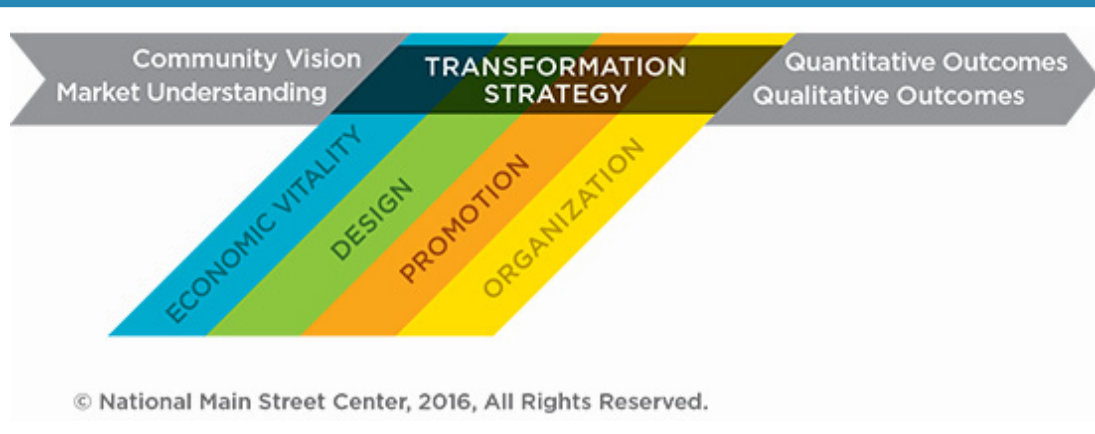 Community Vision
Market Understanding
TRANSFORMATION
STRATEGY
Quantitative Outcomes
Qualitative Outcomes
ECONOMIC VITALITY
DESIGN
PROMOTION
ORGANIZATION
© National Main Street Center, 2016, All Rights Reserved.